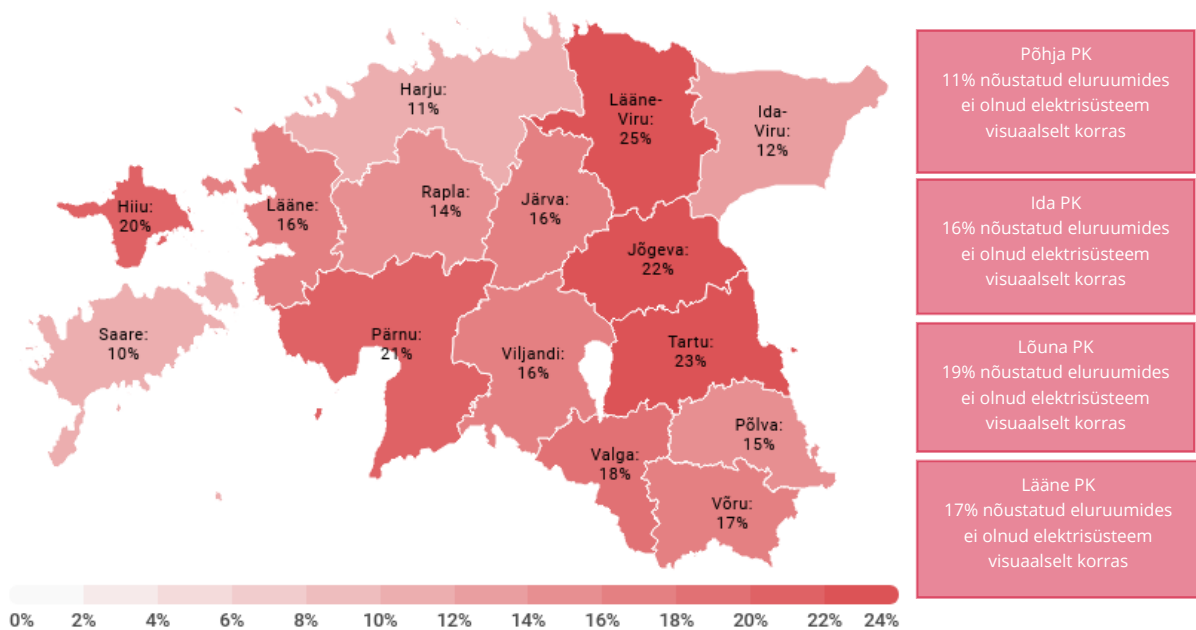 Harju:
11%
Lääne-
Viru:
25%
Ida-
Viru:
12%
Hiiu:
20%
Lääne:
16%
Rapla:
14%
Järva:
16%
Jõgeva:
22%
Saare:
10%
Pärnu:
21%
Viljandi:
16%
Tartu:
23%
Põlva:
15%
Valga:
18%
Võru:
17%
0% 2% 4% 6% 8% 10% 12% 14% 16% 18% 20% 22% 24%
Põhja PK
11% nõustatud eluruumides
ei olnud elektrisüsteem
visuaalselt korras
Ida PK
16% nõustatud eluruumides
ei olnud elektrisüsteem
visuaalselt korras
Lõuna PK
19% nõustatud eluruumides
ei olnud elektrisüsteem
visuaalselt korras
Lääne PK
17% nõustatud eluruumides
ei olnud elektrisüsteem
visuaalselt korras